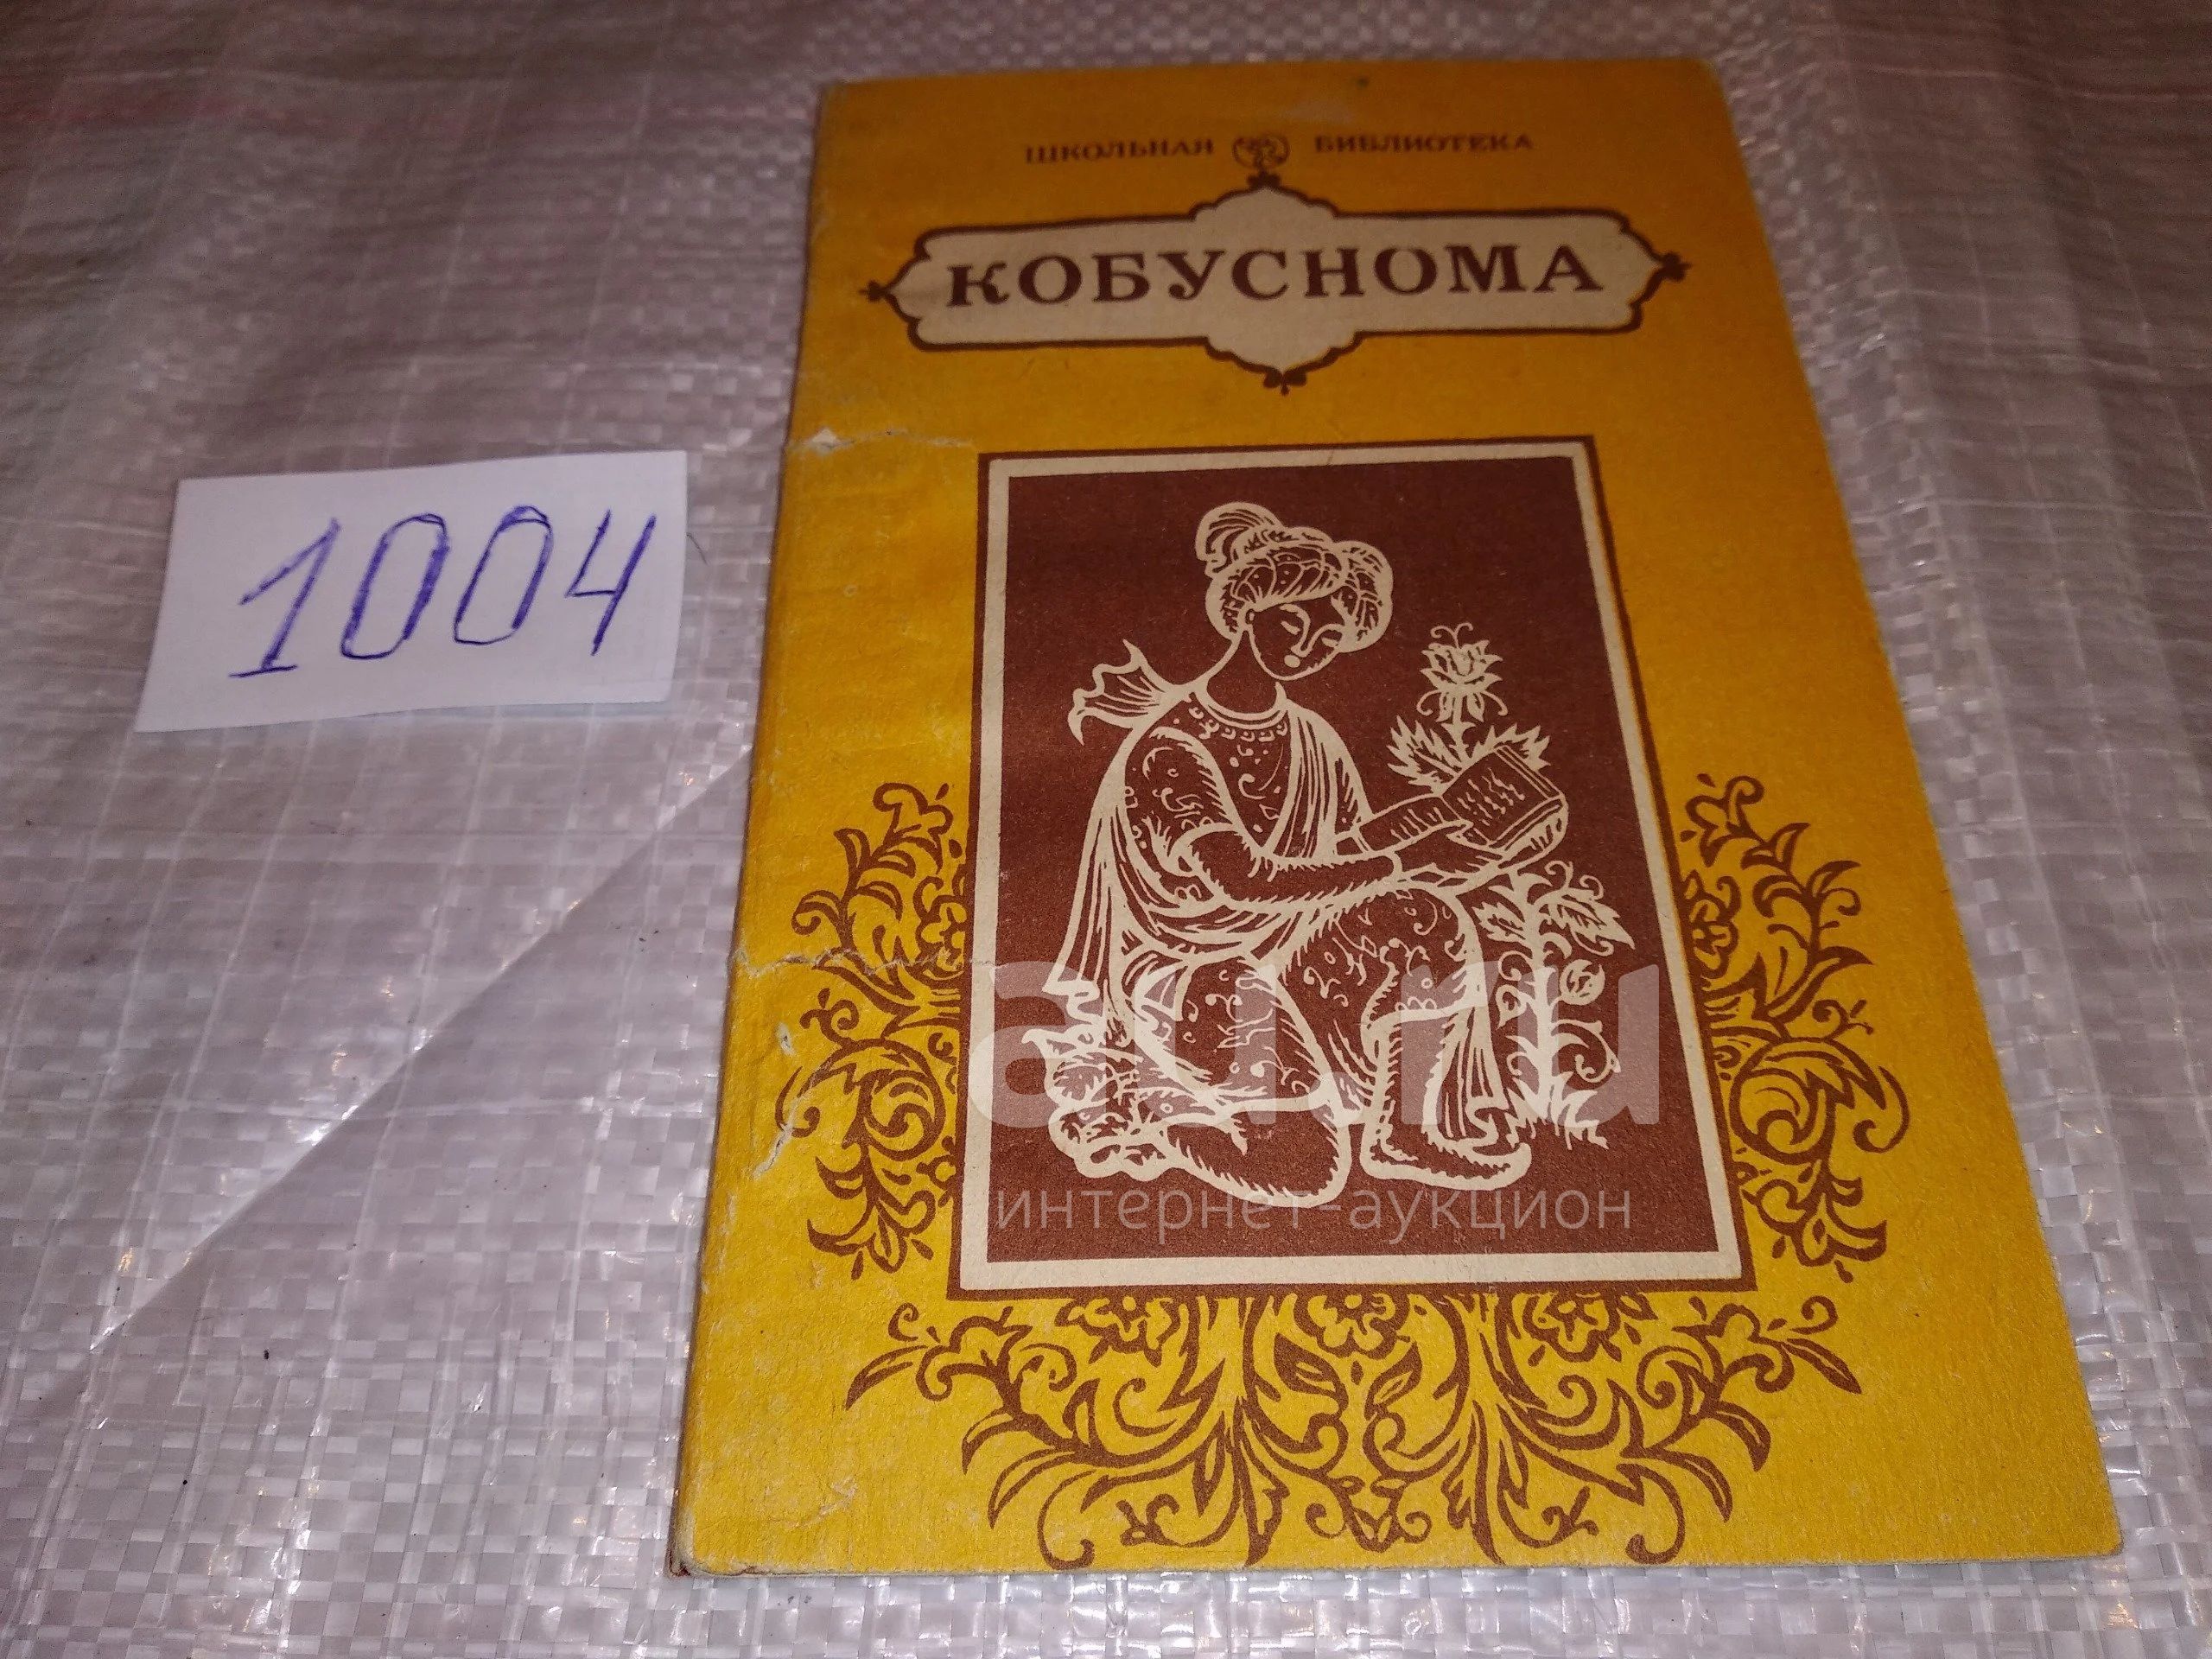 ШКОЛЬНАЯ БИБЛИОТЕКА
КОБУСНОМА
1004
au.ru
интернет-аукцион